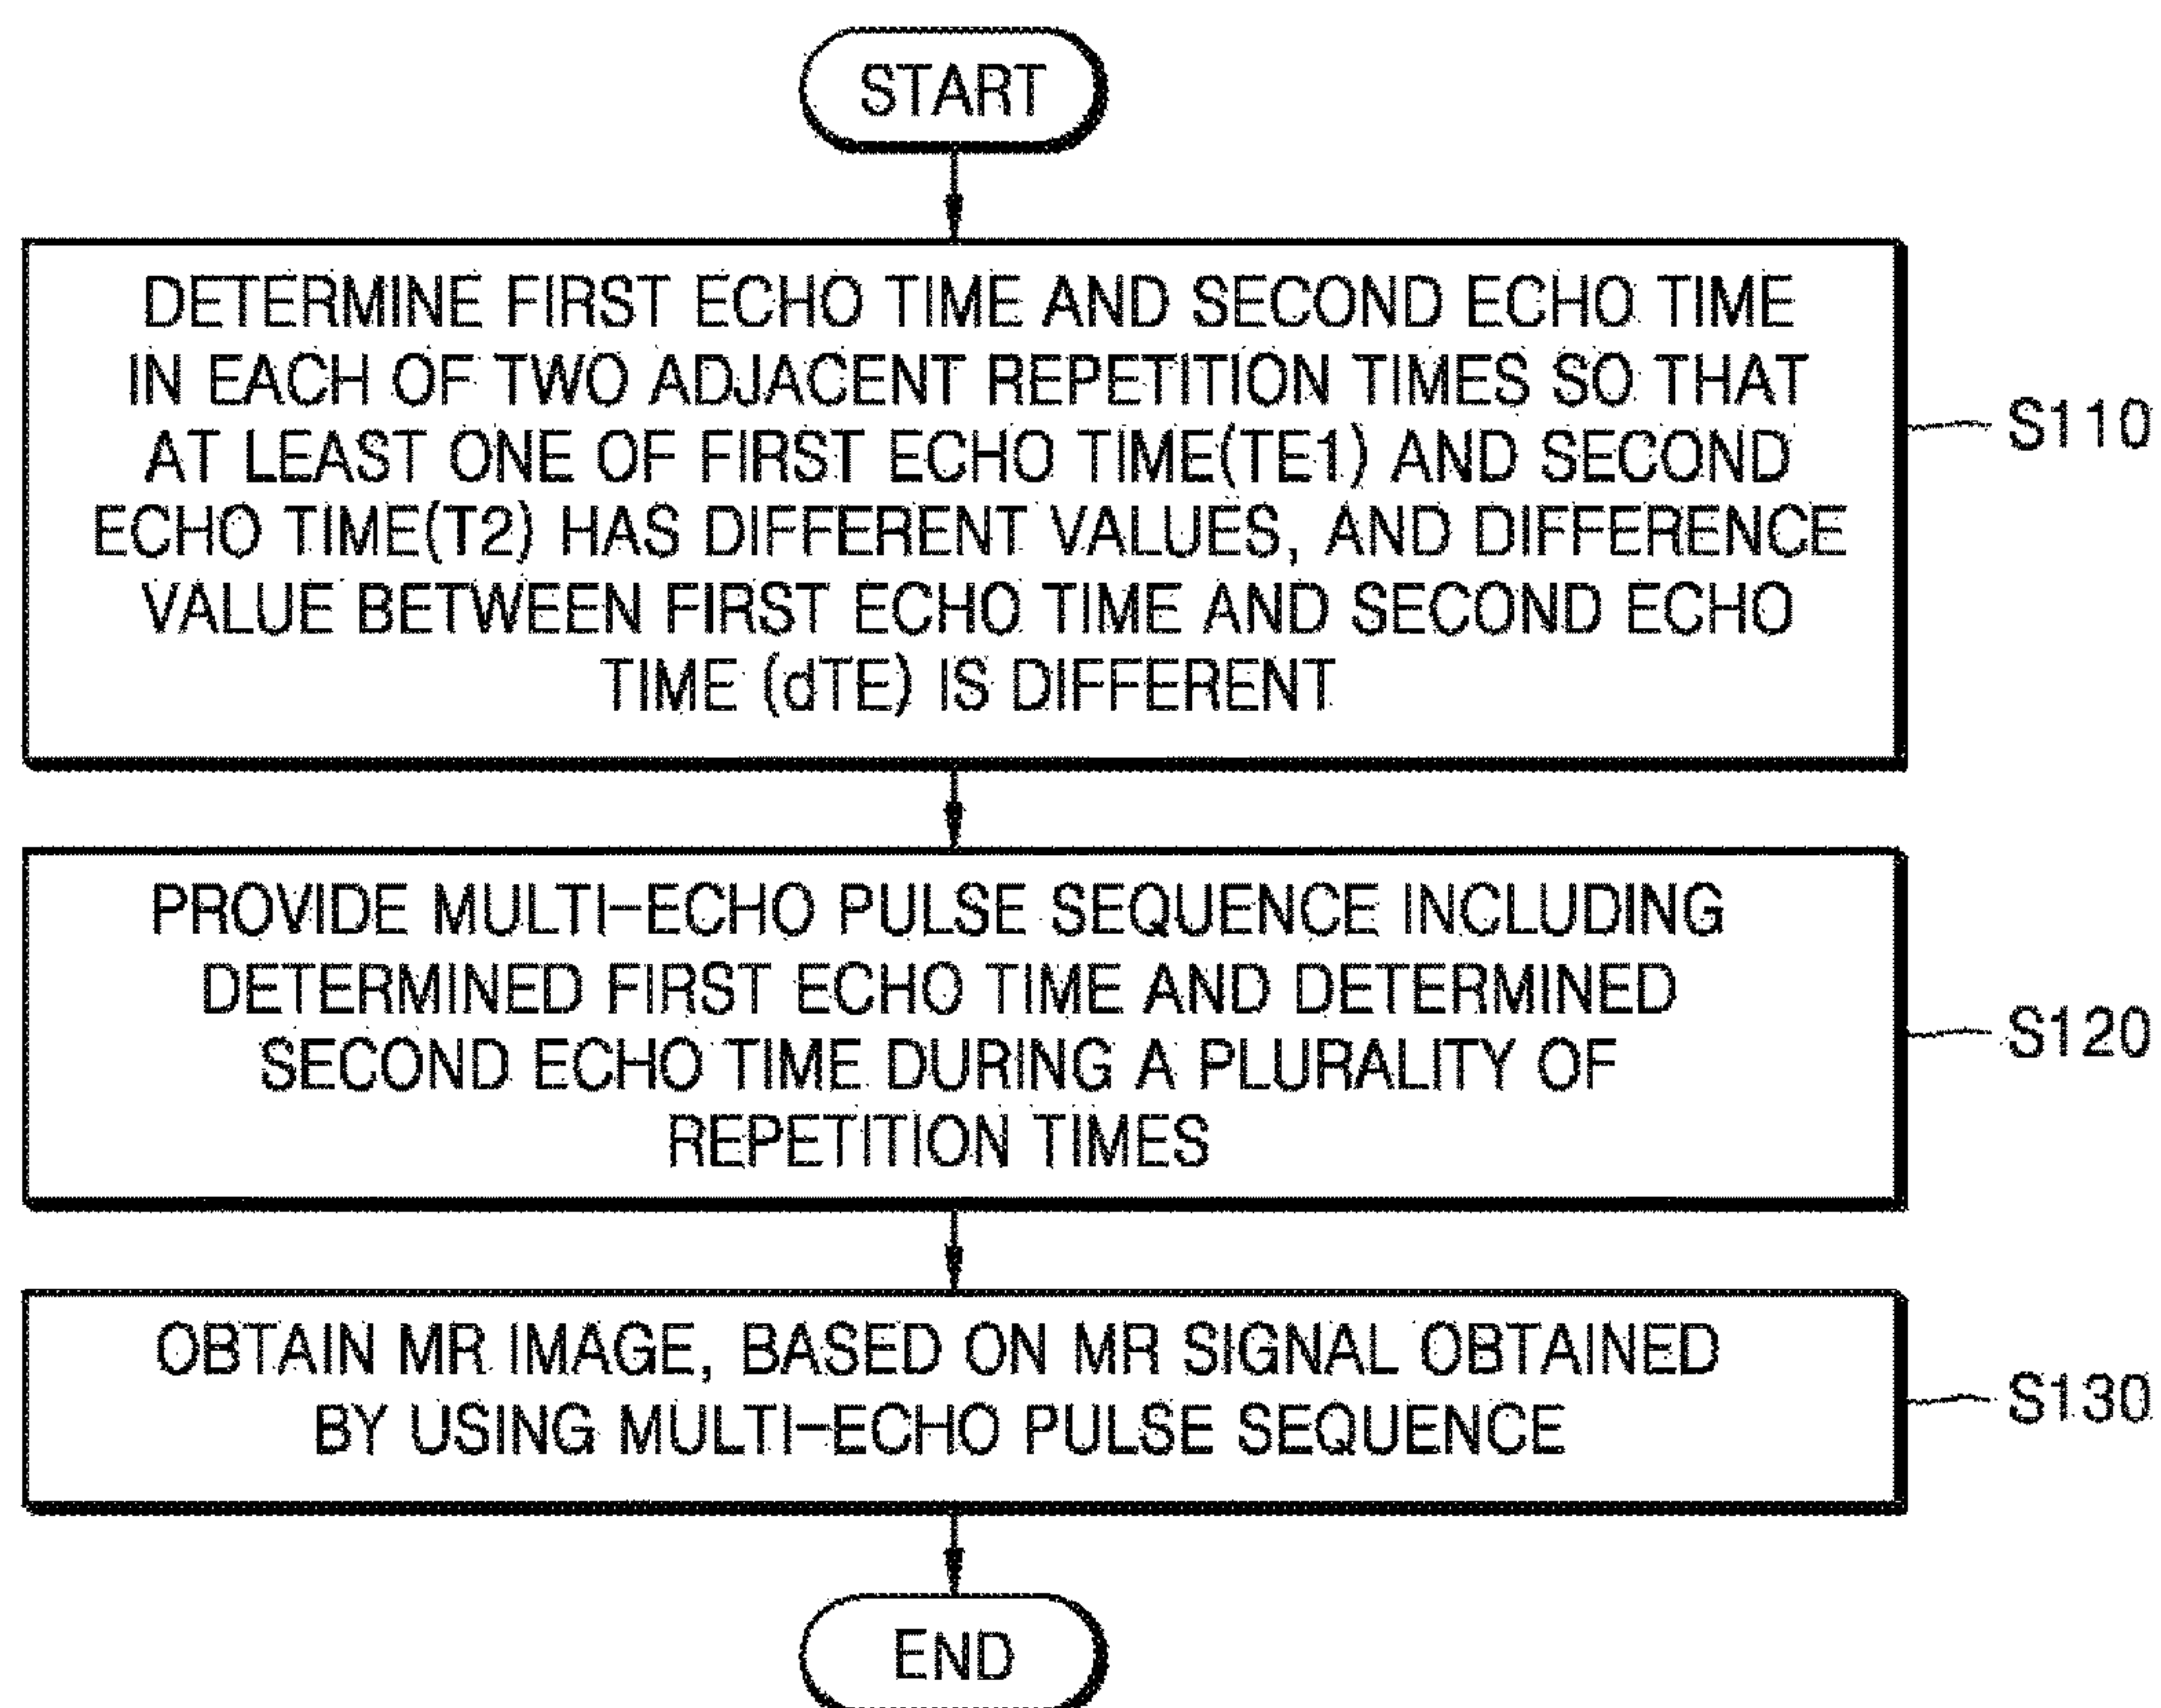 START
DETERMINE FIRST ECHO TIME AND SECOND ECHO TIME
IN EACH OF TWO ADJACENT REPETITION TIMES SO THAT
AT LEAST ONE OF FIRST ECHO TIME(TE1) AND SECOND
ECHO TIME(T2) HAS DIFFERENT VALUES, AND DIFFERENCE
VALUE BETWEEN FIRST ECHO TIME AND SECOND ECHO
TIME (dTE) IS DIFFERENT
S110
PROVIDE MULTI-ECHO PULSE SEQUENCE INCLUDING
DETERMINED FIRST ECHO TIME AND DETERMINED
SECOND ECHO TIME DURING A PLURALITY OF
REPETITION TIMES
S120
OBTAIN MR IMAGE, BASED ON MR SIGNAL OBTAINED
BY USING MULTI-ECHO PULSE SEQUENCE
S130
END